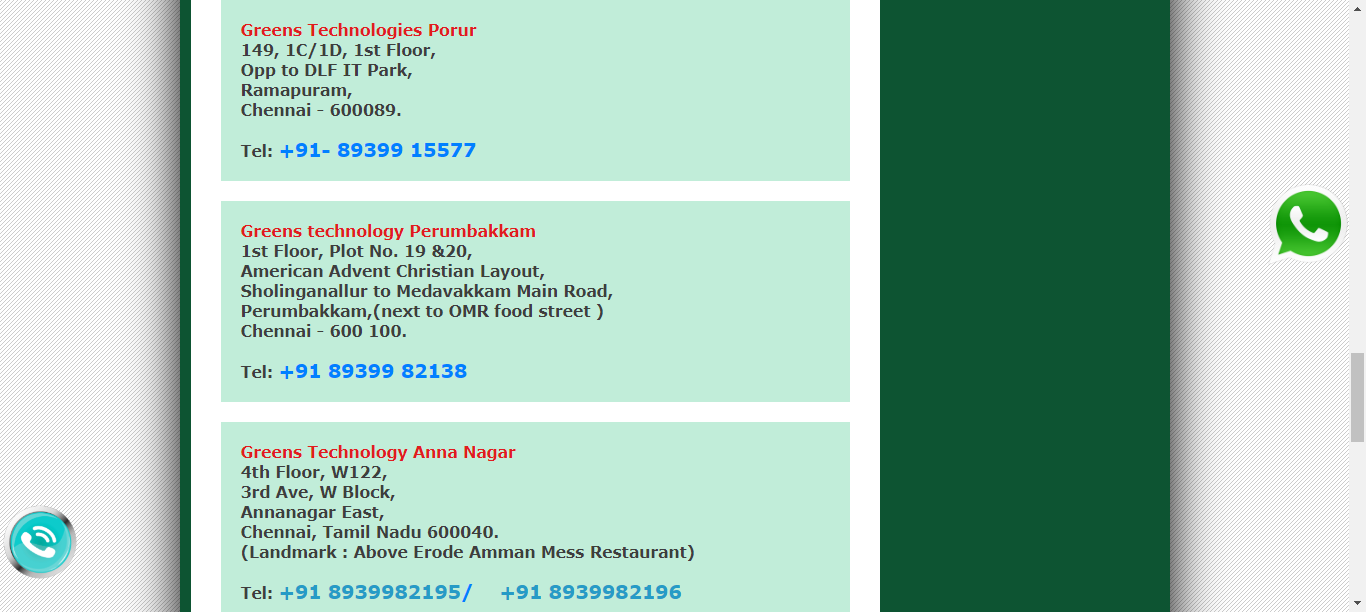 Greens Technologies Porur
149, 1C/1D, 1st Floor,
Opp to DLF IT Park,
Ramapuram,
Chennai - 600089.
Tel: +91- 89399 15577
Greens technology Perumbakkam
1st Floor, Plot No. 19 &20,
American Advent Christian Layout,
Sholinganallur to Medavakkam Main Road,
Perumbakkam,(next to OMR food street )
Chennai - 600 100.
Tel: +91 89399 82138
Greens Technology Anna Nagar
4th Floor, W122,
3rd Ave, W Block,
Annanagar East,
Chennai, Tamil Nadu 600040.
(Landmark : Above Erode Amman Mess Restaurant)
Tel: +91 8939982195/ +91 8939982196